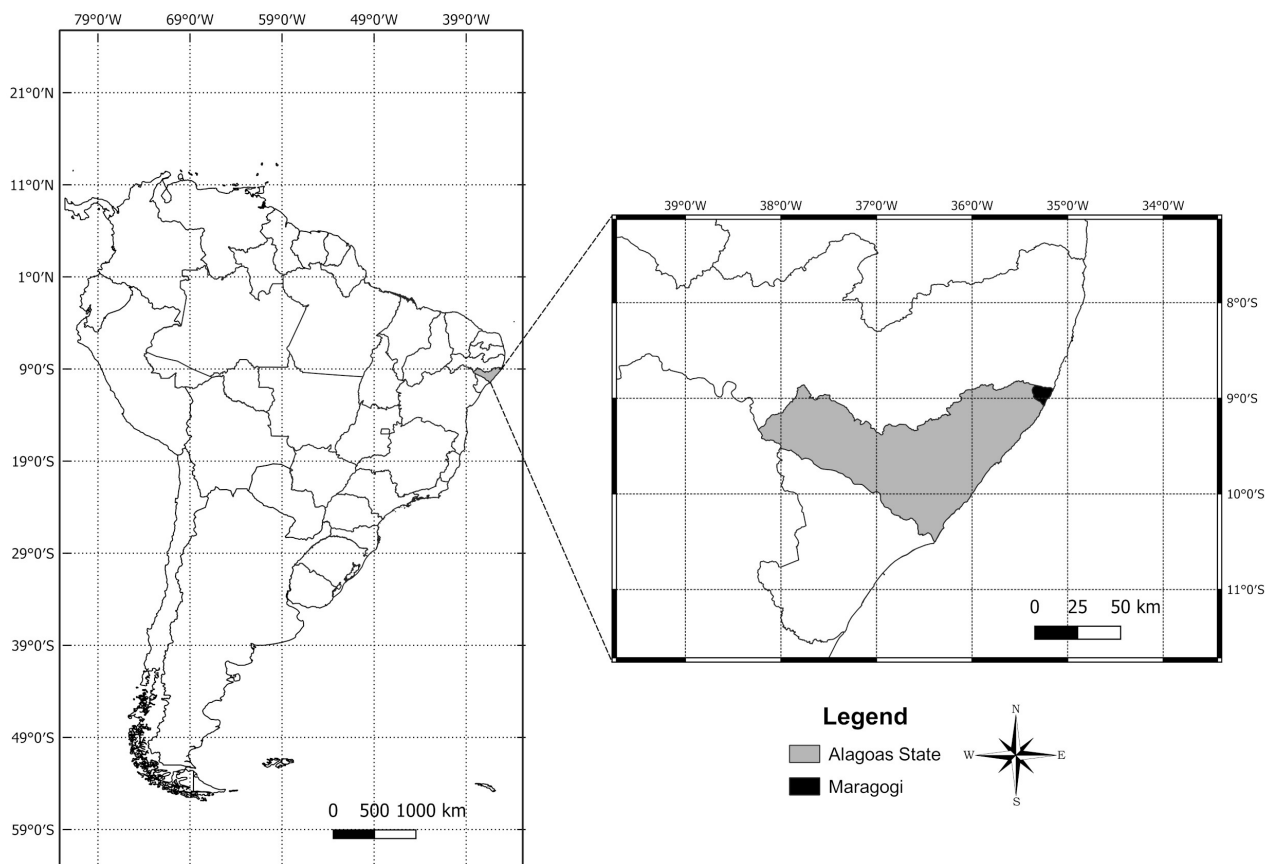 79°0’W 69°0’W 59°0’W 49°0’W 39°0’W
21°0’N
11°0’N
1°0’N
9°0’S
19°0’S
29°0’S
39°0’S
49°0’S
59°0’S
0 500 1000 km
39°0’W 38°0’W 37°0’W 36°0’W 35°0’W 34°0’W
8°0’S
9°0’S
10°0’S
11°0’S
0 25 50 km
Legend
Alagoas State
Maragogi
N
W E
S